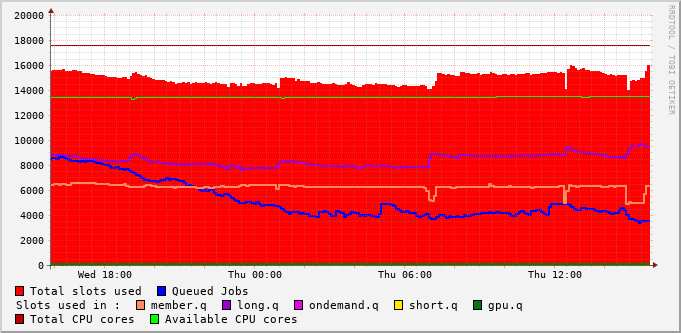 RRDTOOL / TOBI OETIKER
20000
18000
16000
14000
12000
10000
8000
6000
4000
2000
0
Wed 18:00 Thu 00:00 Thu 06:00 Thu 12:00
Total slots used Queued Jobs
Slots used in : member.q long.q ondemand.q short.q gpu.q
Total CPU cores Available CPU cores